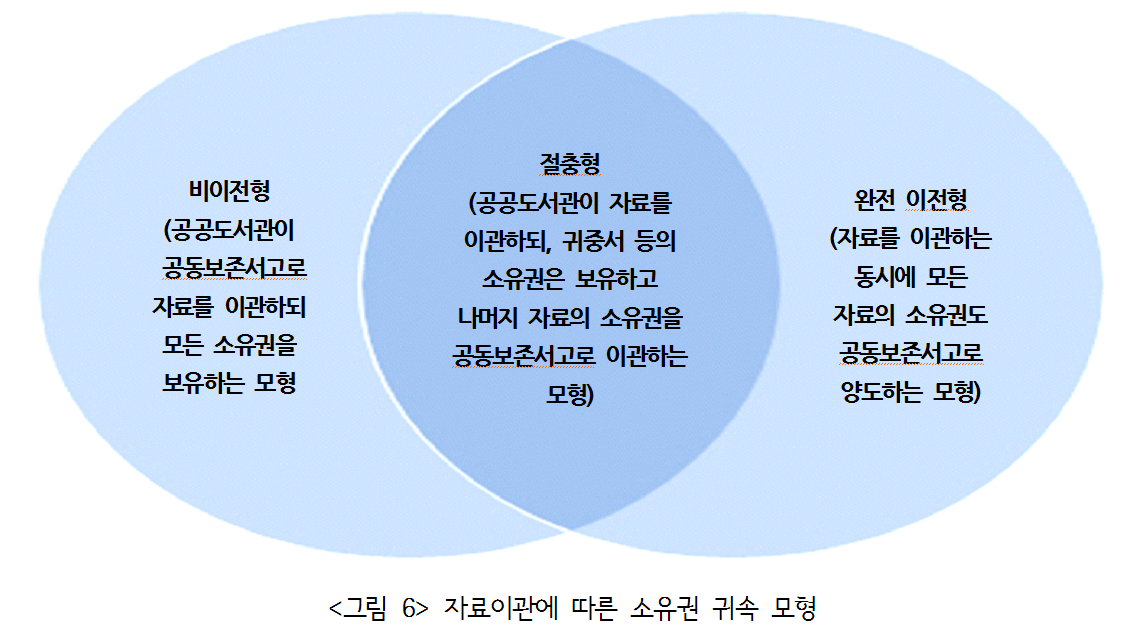 비이전형
(공공도서관이
공동보존서고로
자료를 이관하되
모든 소유권을
보유하는 모형
절충형
(공공도서관이 자료를
이관하되, 귀중서 등의
소유권은 보유하고
나머지 자료의 소유권을
공동보존서고로 이관하는
모형)
완전 이전형
(자료를 이관하는
동시에 모든
자료의 소유권도
공동보존서고로
양도하는 모형)
<그림 6> 자료이관에 따른 소유권 귀속 모형